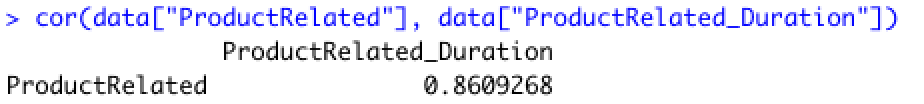 > cor(data["ProductRelated"], data["ProductRelated_Duration"])
ProductRelated_Duration
ProductRelated 0.8609268